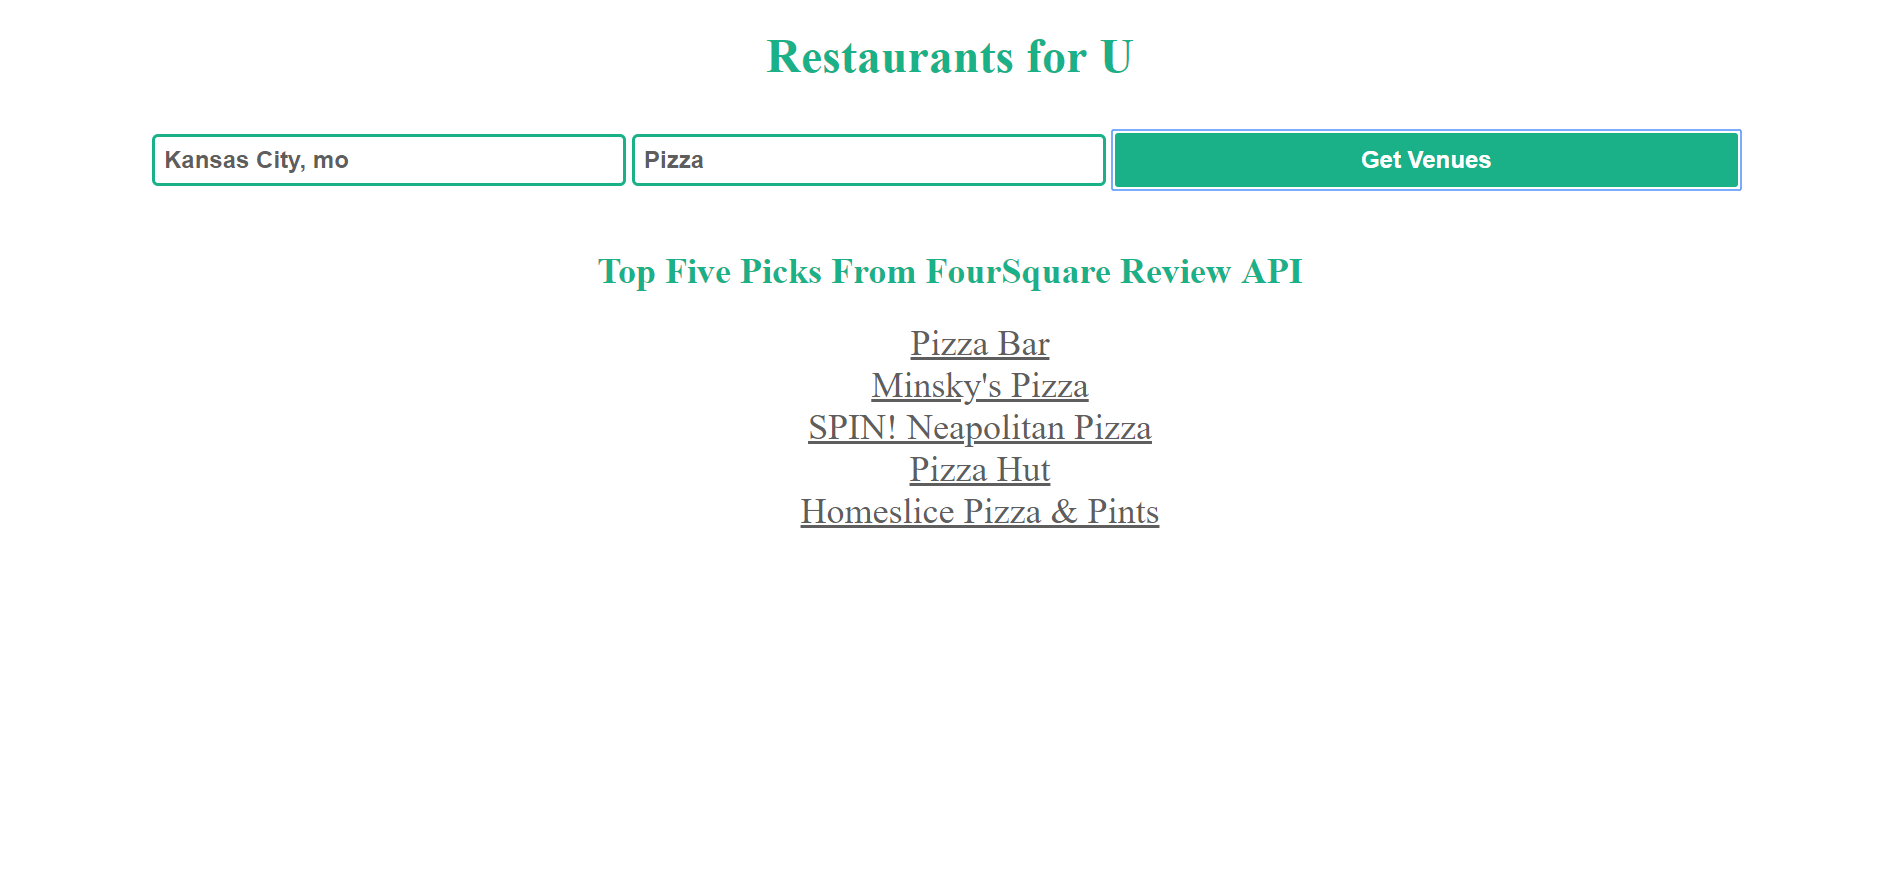 Restaurants for U
Kansas City, mo
Pizza
Get Venues
Top Five Picks From FourSquare Review API
Pizza Bar
Minsky's Pizza
SPIN! Neapolitan Pizza
Pizza Hut
Homeslice Pizza & Pints